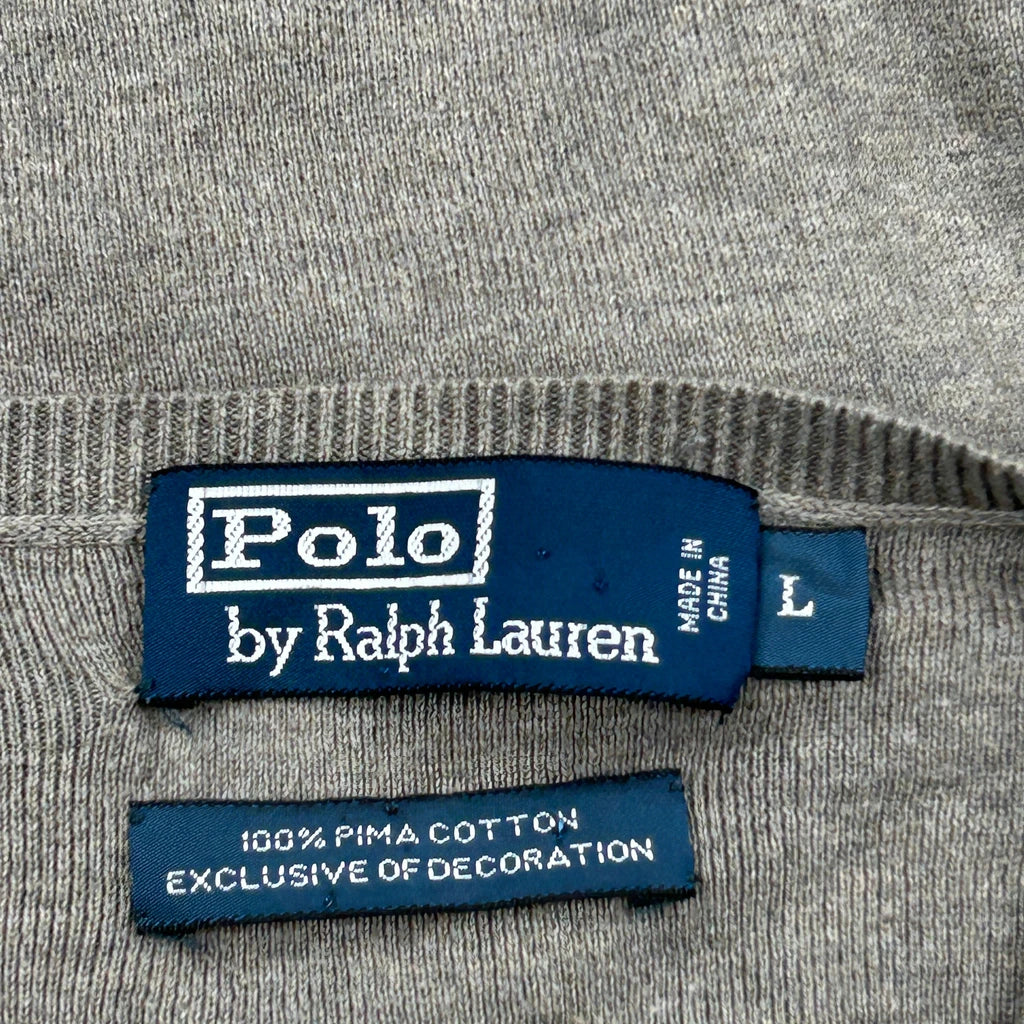 Polo
by Ralph Lauren
MADE IN
CHINA
L
100% PIMA COTTON
EXCLUSIVE OF DECORATION